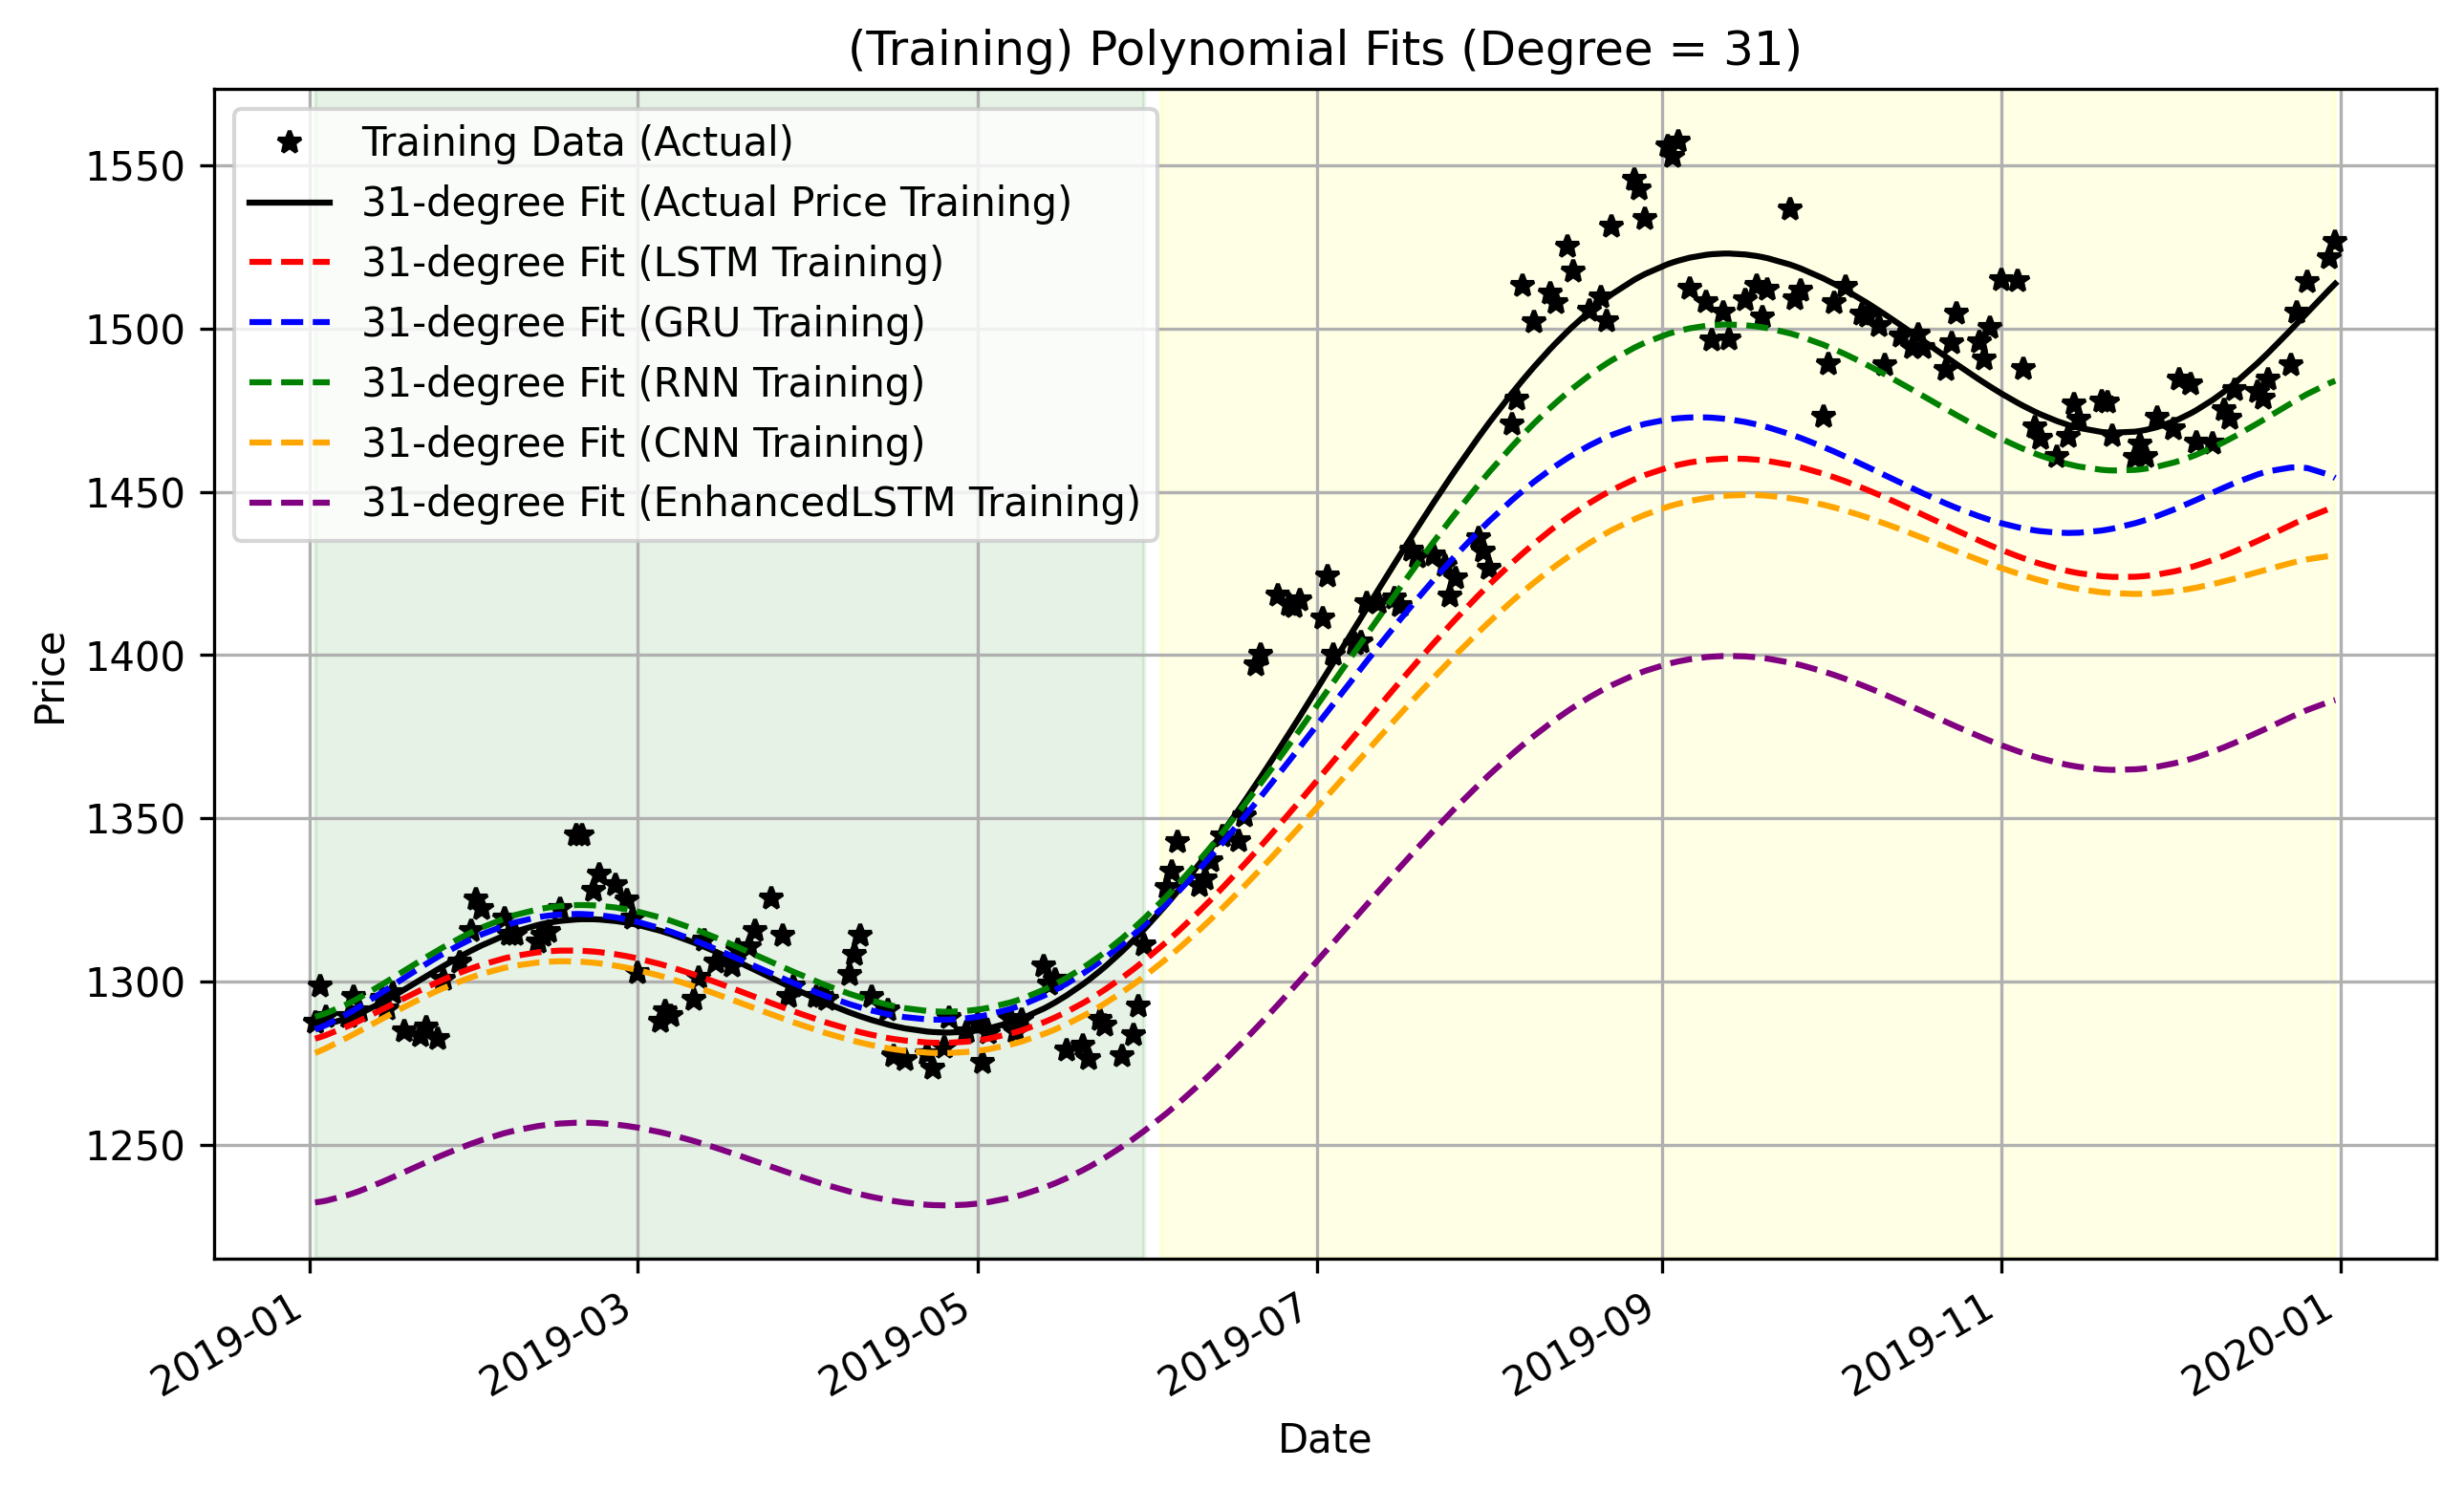 (Training) Polynomial Fits (Degree = 31)
Training Data (Actual)
31-degree Fit (Actual Price Training)
31-degree Fit (LSTM Training)
31-degree Fit (GRU Training)
31-degree Fit (RNN Training)
31-degree Fit (CNN Training)
31-degree Fit (EnhancedLSTM Training)
1550
1500
1450
1400
1350
1300
1250
Price
2019-01
2019-03
2019-05
2019-07
2019-09
2019-11
2020-01
Date